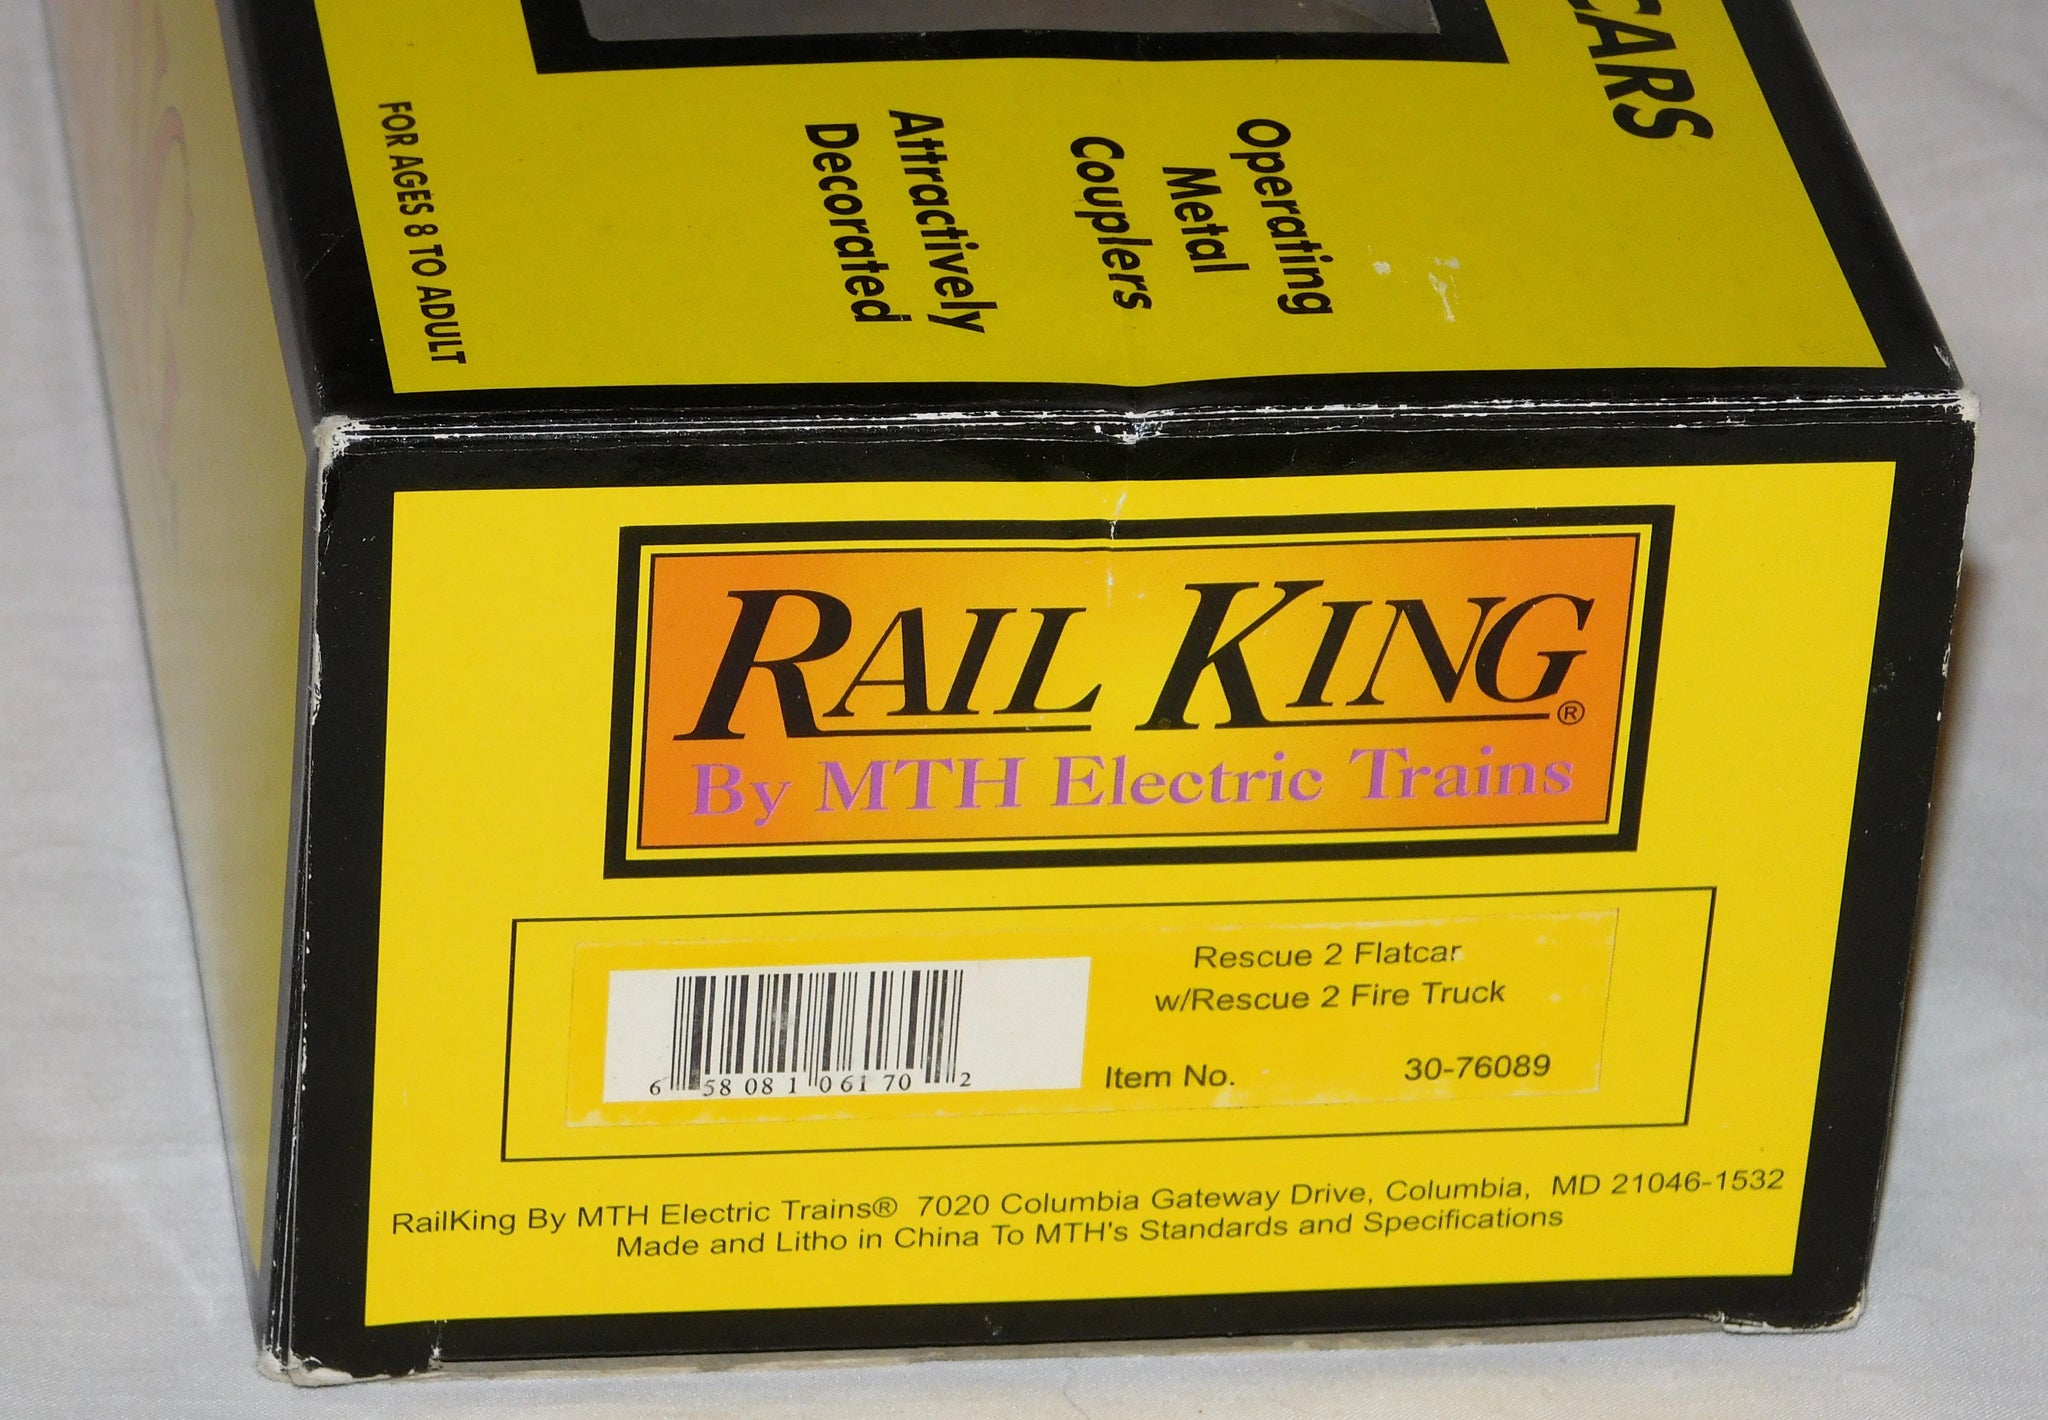 CARS
Operating
Metal
Couplers
Attractively
Decorated
FOR AGES 8 TO ADULT
RAIL KING®
By MTH Electric Trains
Rescue 2 Flatcar
w/Rescue 2 Fire Truck
6 58081 06170 2
Item No. 30-76089
RailKing By MTH Electric Trains® 7020 Columbia Gateway Drive, Columbia, MD 21046-1532
Made and Litho in China To MTH's Standards and Specifications